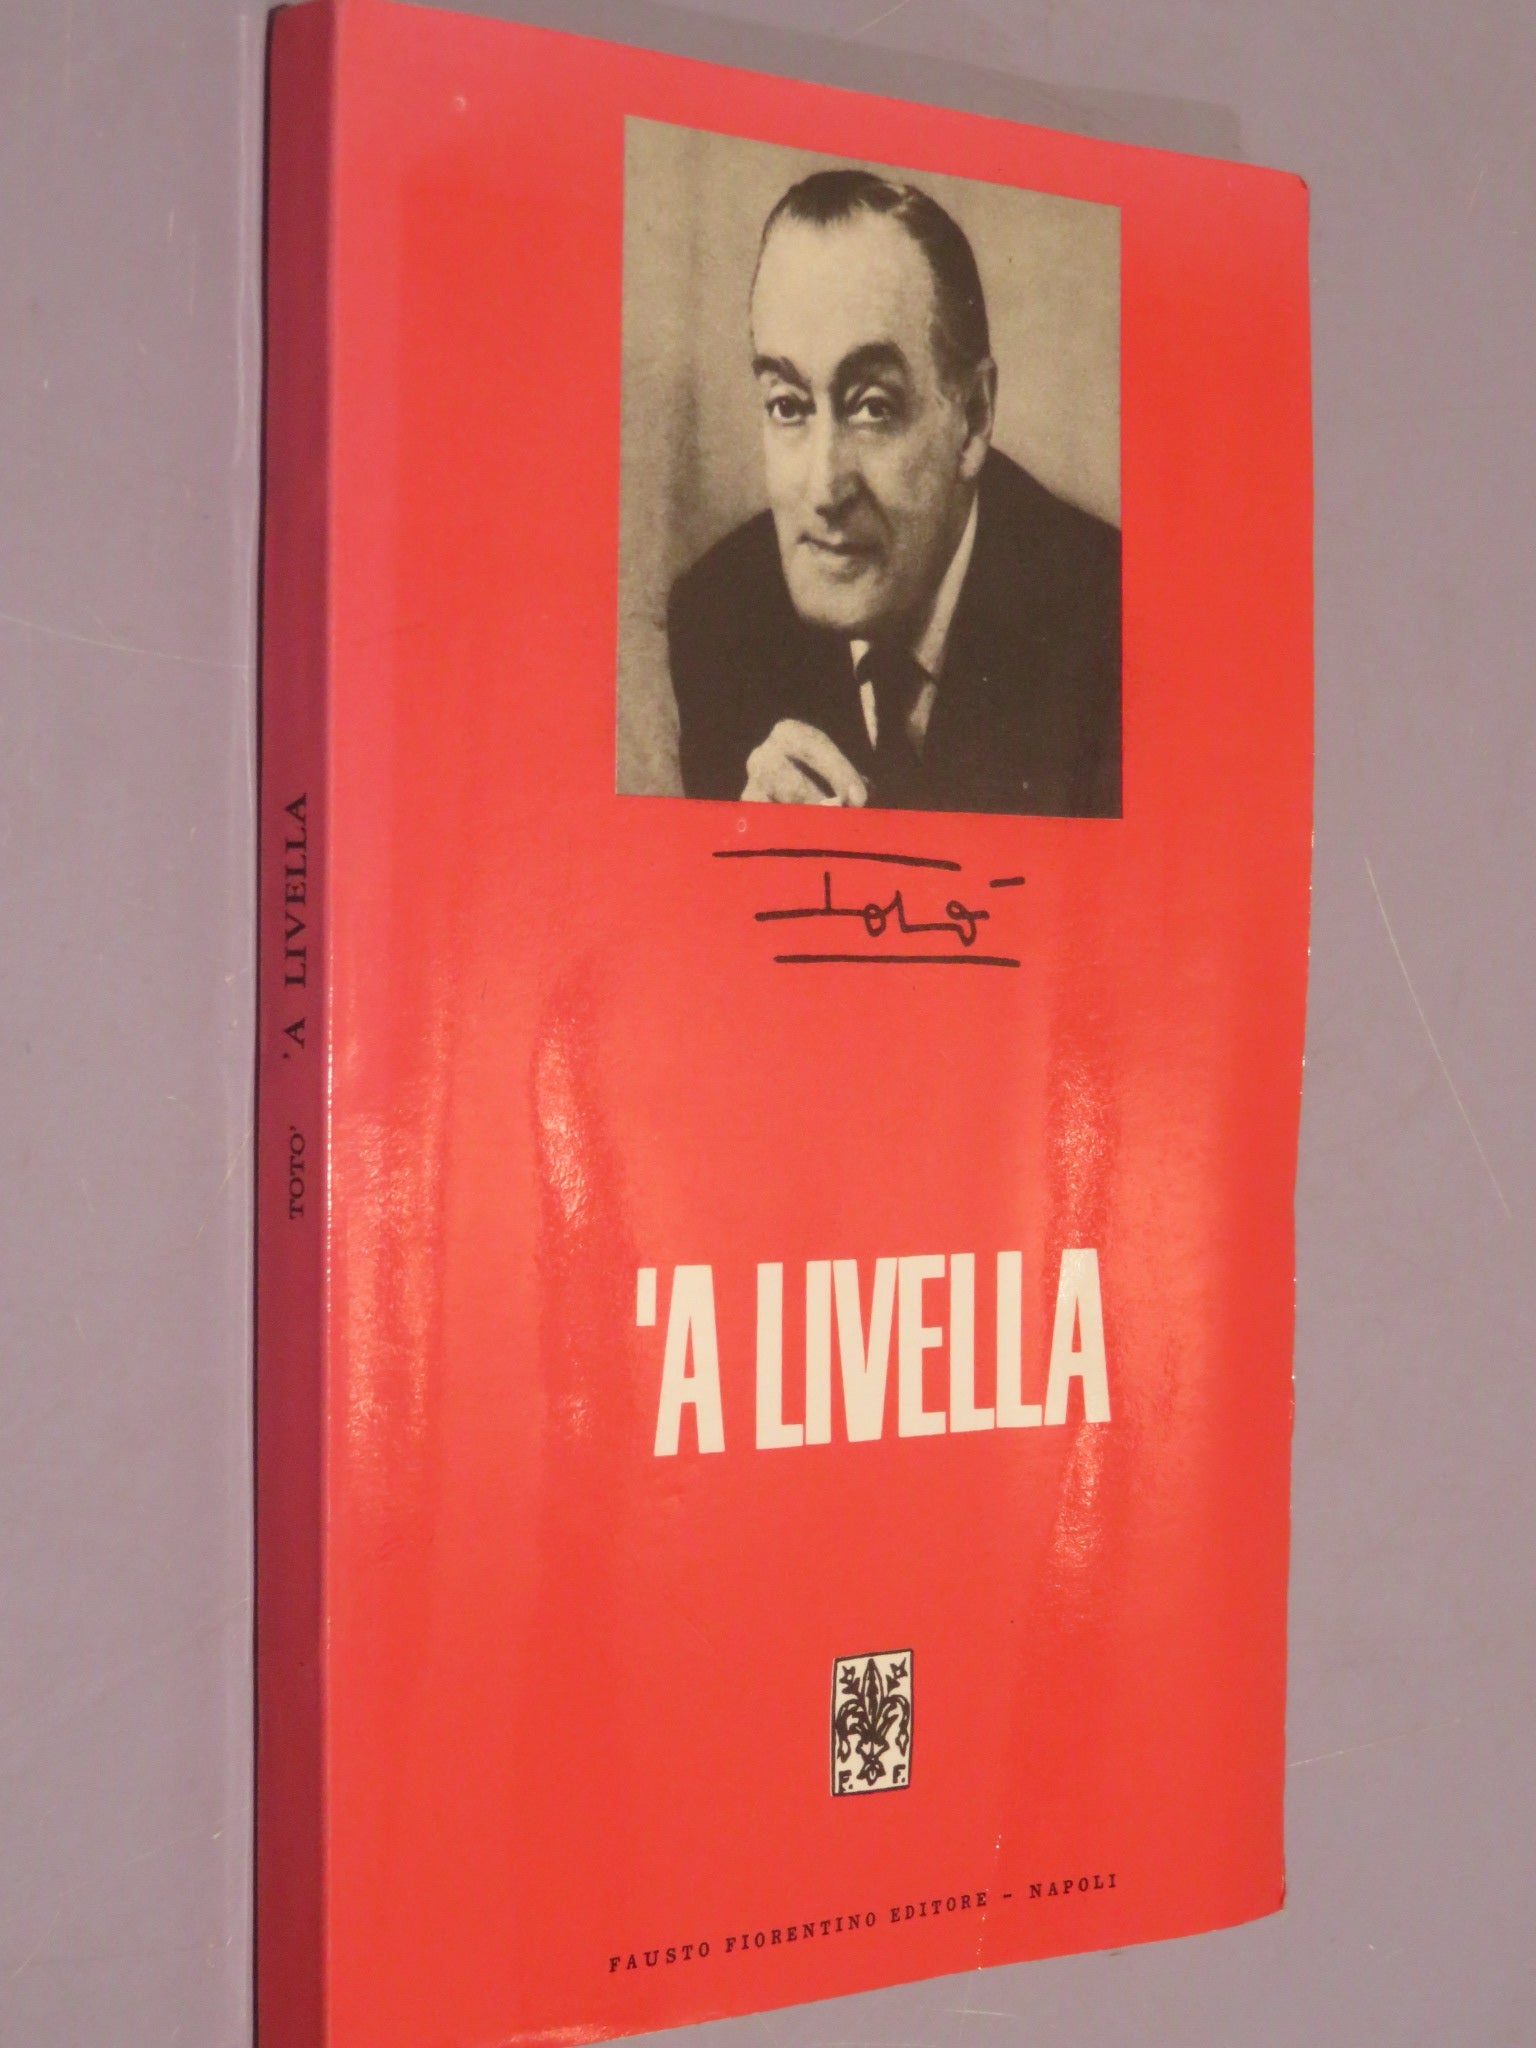 Totò
'A LIVELLA
F. F.
FAUSTO FIORENTINO EDITORE - NAPOLI
TOTO' 'A LIVELLA